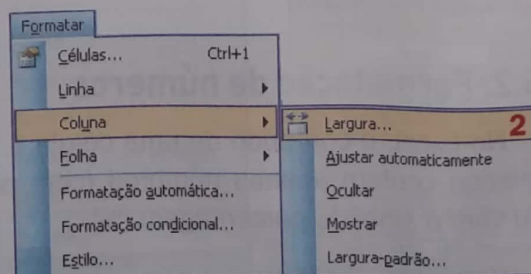 Formatar
Células... Ctrl+1
Linha
Coluna
Folha
Formatação automática...
Formatação condicional...
Estilo...
Largura... 2
Ajustar automaticamente
Ocultar
Mostrar
Largura-padrão...